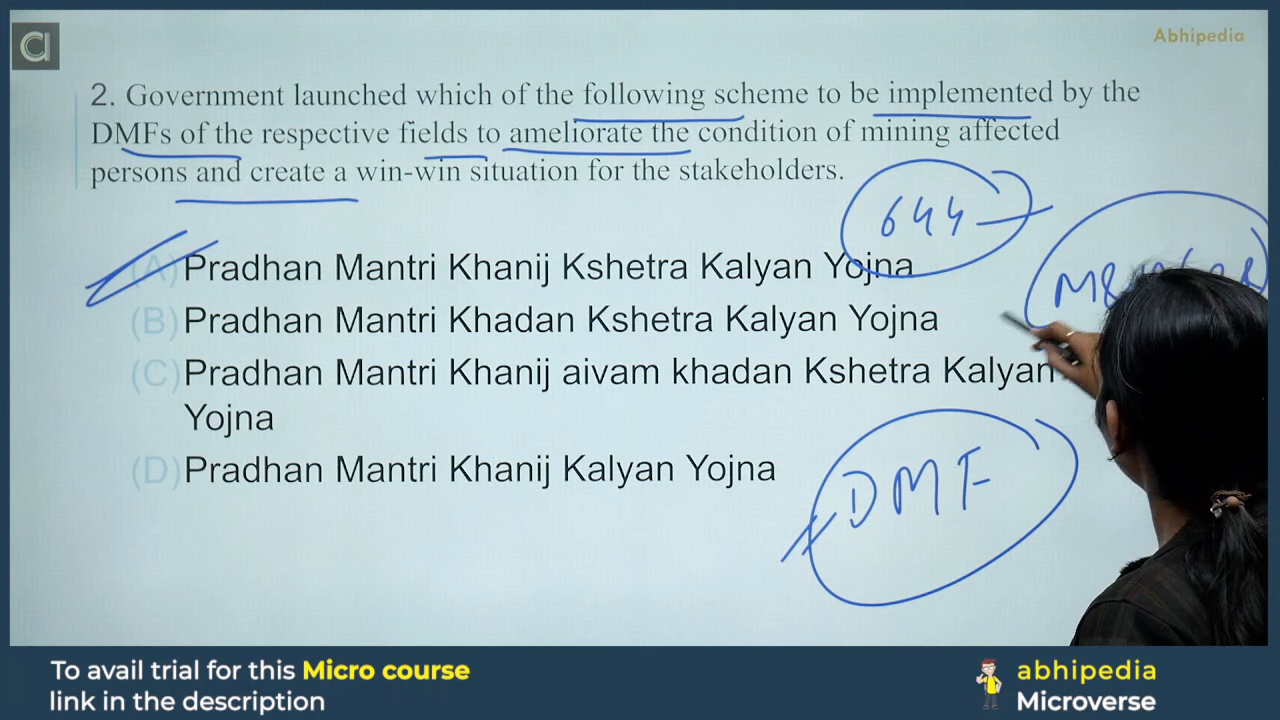 Abhipedia
2. Government launched which of the following scheme to be implemented by the
DMFs of the respective fields to ameliorate the condition of mining affected
persons and create a win-win situation for the stakeholders.
644
(A) Pradhan Mantri Khanij Kshetra Kalyan Yojna
(B) Pradhan Mantri Khadan Kshetra Kalyan Yojna
(C) Pradhan Mantri Khanij aivam khadan Kshetra Kalyan
Yojna
(D) Pradhan Mantri Khanij Kalyan Yojna
DMF
To avail trial for this Micro course
link in the description
abhipedia
Microverse